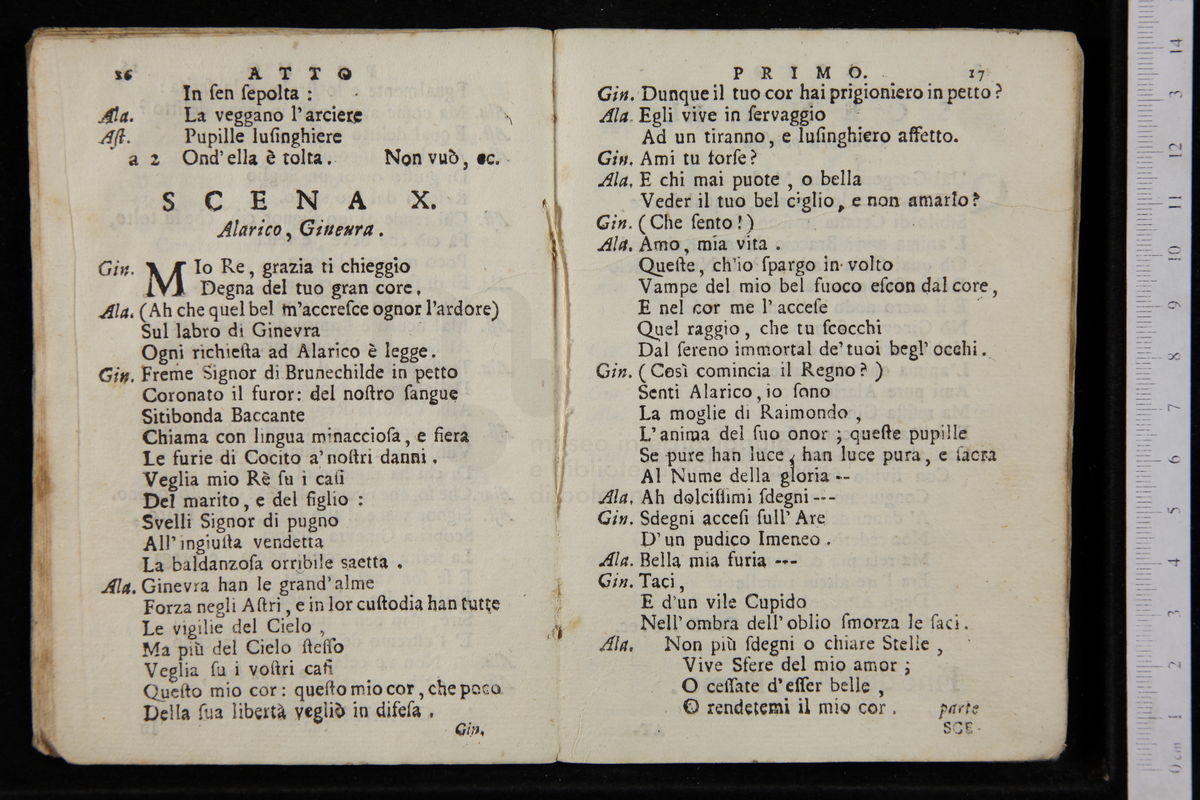 16 ATTO
In ſen ſepolta :
Ala. La veggano l'arciere
Aſt. Pupille luſinghiere
a 2 Ond'ella è tolta. Non vuò, ec.
SCENA X.
Alarico, Gineura.
Gin. MIo Re, grazia ti chieggio
Degna del tuo gran core.
Ala. (Ah che quel bel m'accreſce ognor l'ardore)
Sul labro di Ginevra
Ogni richieſta ad Alarico è legge.
Gin. Freme Signor di Brunechilde in petto
Coronato il furor: del noſtro ſangue
Sitibonda Baccante
Chiama con lingua minaccioſa, e fiera
Le furie di Cocito a' noſtri danni.
Veglia mio Rè ſu i caſi
Del marito, e del figlio :
Svelli Signor di pugno
All'ingiuſta vendetta
La baldanzoſa orribile saetta .
Ala. Ginevra han le grand'alme
Forza negli Aſtri, e in lor cuſtodia han tutte
Le vigilie del Cielo ,
Ma più del Cielo ſteſſo
Veglia ſu i voſtri caſi
Queſto mio cor : queſto mio cor, che poco
Della ſua libertà vegliò in difeſa .
Gin.
PRIMO. 17
Gin. Dunque il tuo cor hai prigioniero in petto?
Ala. Egli vive in ſervaggio
Ad un tiranno, e luſinghiero affetto.
Gin. Ami tu forſe?
Ala. E chi mai puote , o bella
Veder il tuo bel ciglio, e non amarlo?
Gin. (Che ſento!)
Ala. Amo, mia vita .
Queſte, ch'io ſpargo in volto
Vampe del mio bel fuoco eſcon dal core,
E nel cor me l'acceſe
Quel raggio, che tu ſcocchi
Dal ſereno immortal de' tuoi begl' occhi.
Gin. (Così comincia il Regno? )
Senti Alarico, io ſono
La moglie di Raimondo ,
L'anima del ſuo onor ; queſte pupille
Se pure han luce, han luce pura, e ſacra
Al Nume della gloria --
Ala. Ah dolciſſimi ſdegni ---
Gin. Sdegni acceſi ſull' Are
D'un pudico Imeneo .
Ala. Bella mia furia ---
Gin. Taci,
E d'un vile Cupido
Nell'ombra dell'oblio ſmorza le faci.
Ala. Non più ſdegni o chiare Stelle ,
Vive Sfere del mio amor ;
O ceſſate d'eſſer belle ,
O rendetemi il mio cor . parte
SCE-